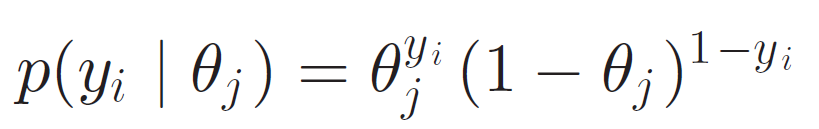 p(y_i | θ_j) = θ_j^{y_i} (1 − θ_j)^{1−y_i}